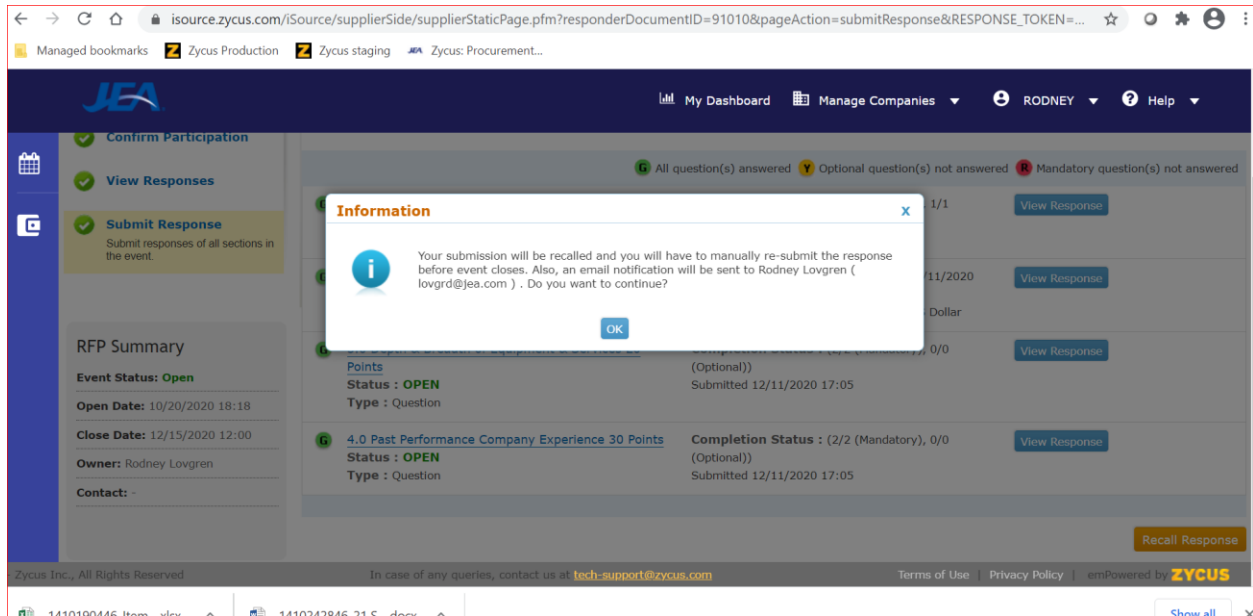 isource.zycus.com/iSource/supplierSide/supplierStaticPage.pfm?responderDocumentID=91010&pageAction=submitResponse&RESPONSE_TOKEN=...
Managed bookmarks Zycus Production Zycus staging JEA Zycus: Procurement...
JEA My Dashboard Manage Companies RODNEY ? Help
Confirm Participation
G All question(s) answered Y Optional question(s) not answered R Mandatory question(s) not answered
View Responses
Submit Response
Submit responses of all sections in
the event.
Information x
1/1 View Response
Your submission will be recalled and you will have to manually re-submit the response
before event closes. Also, an email notification will be sent to Rodney Lovgren (
lovgrd@jea.com ) . Do you want to continue?
OK
/11/2020 View Response
Dollar
RFP Summary
Event Status: Open
Open Date: 10/20/2020 18:18
Close Date: 12/15/2020 12:00
Owner: Rodney Lovgren
Contact: -
G
Points
Status : OPEN
Type : Question
0/0
(Optional))
Submitted 12/11/2020 17:05
View Response
G 4.0 Past Performance Company Experience 30 Points
Status : OPEN
Type : Question
Completion Status : (2/2 (Mandatory), 0/0
(Optional))
Submitted 12/11/2020 17:05
View Response
Recall Response
Zycus Inc., All Rights Reserved In case of any queries, contact us at tech-support@zycus.com Terms of Use | Privacy Policy | emPowered by ZYCUS
1410190446_Item...xlsx 1410242846_21 S...docx Show all X